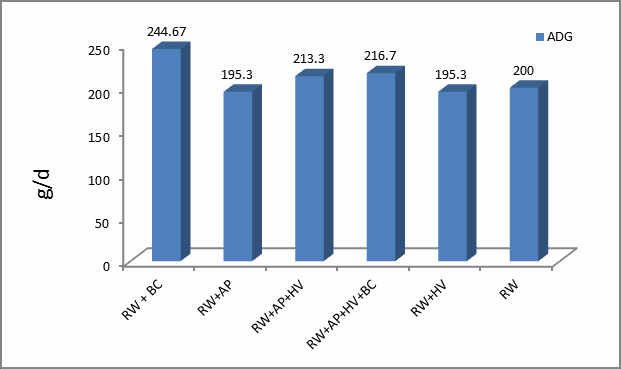 244.67
195.3
213.3
216.7
195.3
200
ADG
250
200
150
100
50
0
g/d
RW + BC
RW+AP
RW+AP+HV
RW+AP+HV+BC
RW+HV
RW